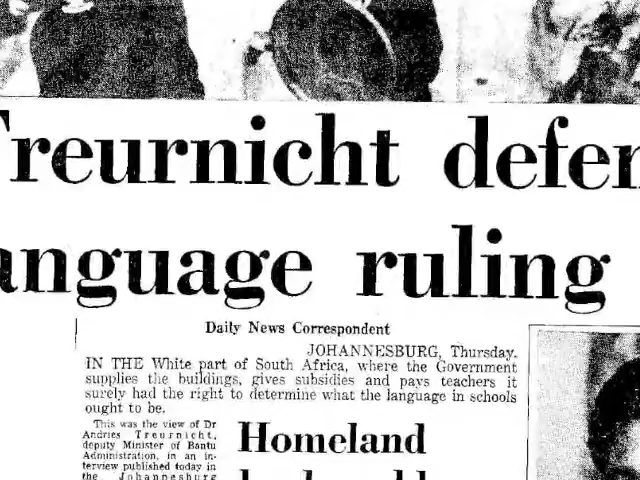 Treurnicht defen
anguage ruling
Daily News Correspondent
JOHANNESBURG, Thursday.
IN THE White part of South Africa, where the Government
supplies the buildings, gives subsidies and pays teachers it
surely had the right to determine what the language in schools
ought to be.
This was the view of Dr
Andries Treurnicht,
deputy Minister of Bantu
Administration, in an in-
terview published today in
the Johannesburg
Homeland